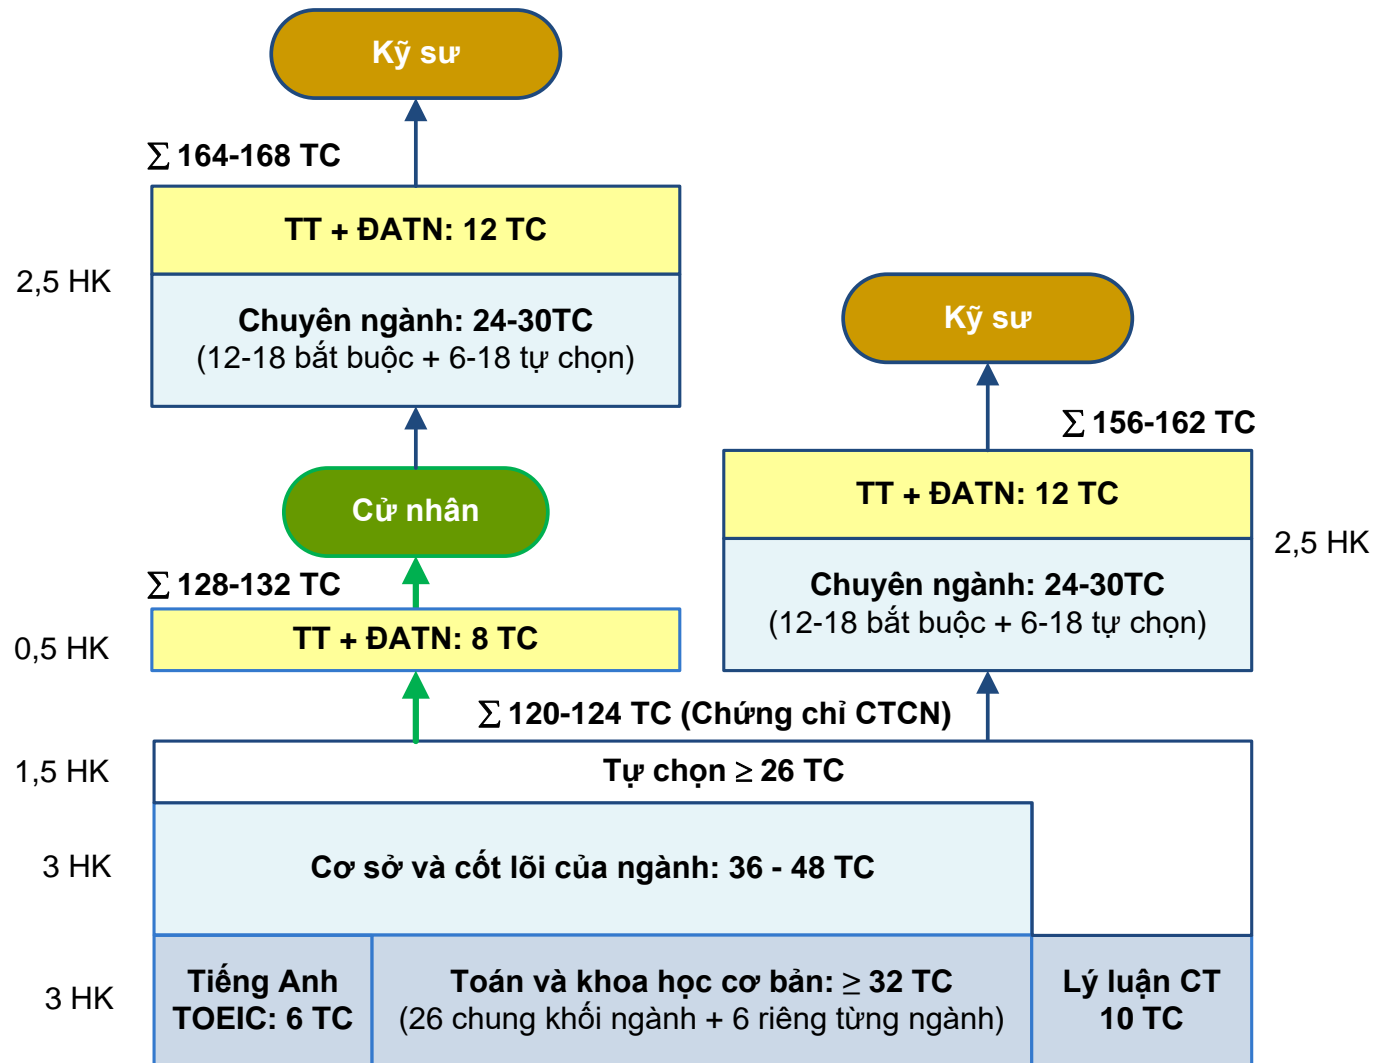 Kỹ sư
∑ 164-168 TC
TT + ĐATN: 12 TC
2,5 HK
Chuyên ngành: 24-30TC
(12-18 bắt buộc + 6-18 tự chọn)
Kỹ sư
∑ 156-162 TC
Cử nhân
TT + ĐATN: 12 TC
2,5 HK
∑ 128-132 TC
Chuyên ngành: 24-30TC
(12-18 bắt buộc + 6-18 tự chọn)
0,5 HK
TT + ĐATN: 8 TC
∑ 120-124 TC (Chứng chỉ CTCN)
1,5 HK
Tự chọn ≥ 26 TC
3 HK
Cơ sở và cốt lõi của ngành: 36 - 48 TC
3 HK
Tiếng Anh
TOEIC: 6 TC
Toán và khoa học cơ bản: ≥ 32 TC
(26 chung khối ngành + 6 riêng từng ngành)
Lý luận CT
10 TC